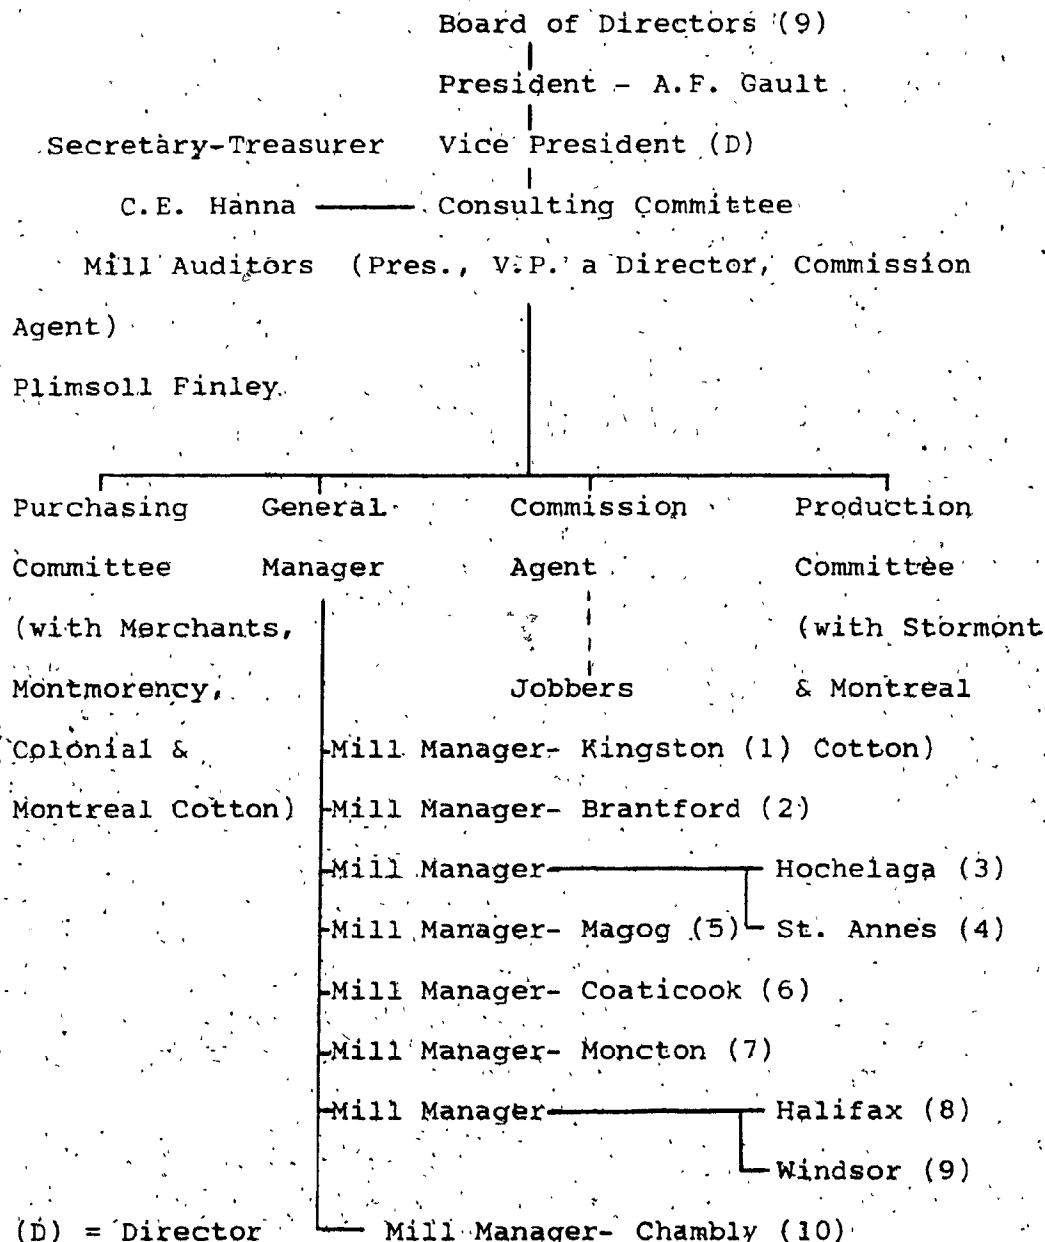 Board of Directors (9)
President - A.F. Gault
Secretary-Treasurer Vice President (D)
C.E. Hanna Consulting Committee
Mill Auditors (Pres., V.P. a Director, Commission
Agent)
Plimsoll Finley
Purchasing General Commission Production
Committee Manager Agent Committee
(with Merchants, (with Stormont
Montmorency, Jobbers & Montreal
Colonial & Mill Manager- Kingston (1) Cotton)
Montreal Cotton) Mill Manager- Brantford (2)
Mill Manager Hochelaga (3)
Mill Manager- Magog (5) St. Annes (4)
Mill Manager- Coaticook (6)
Mill Manager- Moncton (7)
Mill Manager Halifax (8)
Windsor (9)
(D) = Director Mill Manager- Chambly (10)